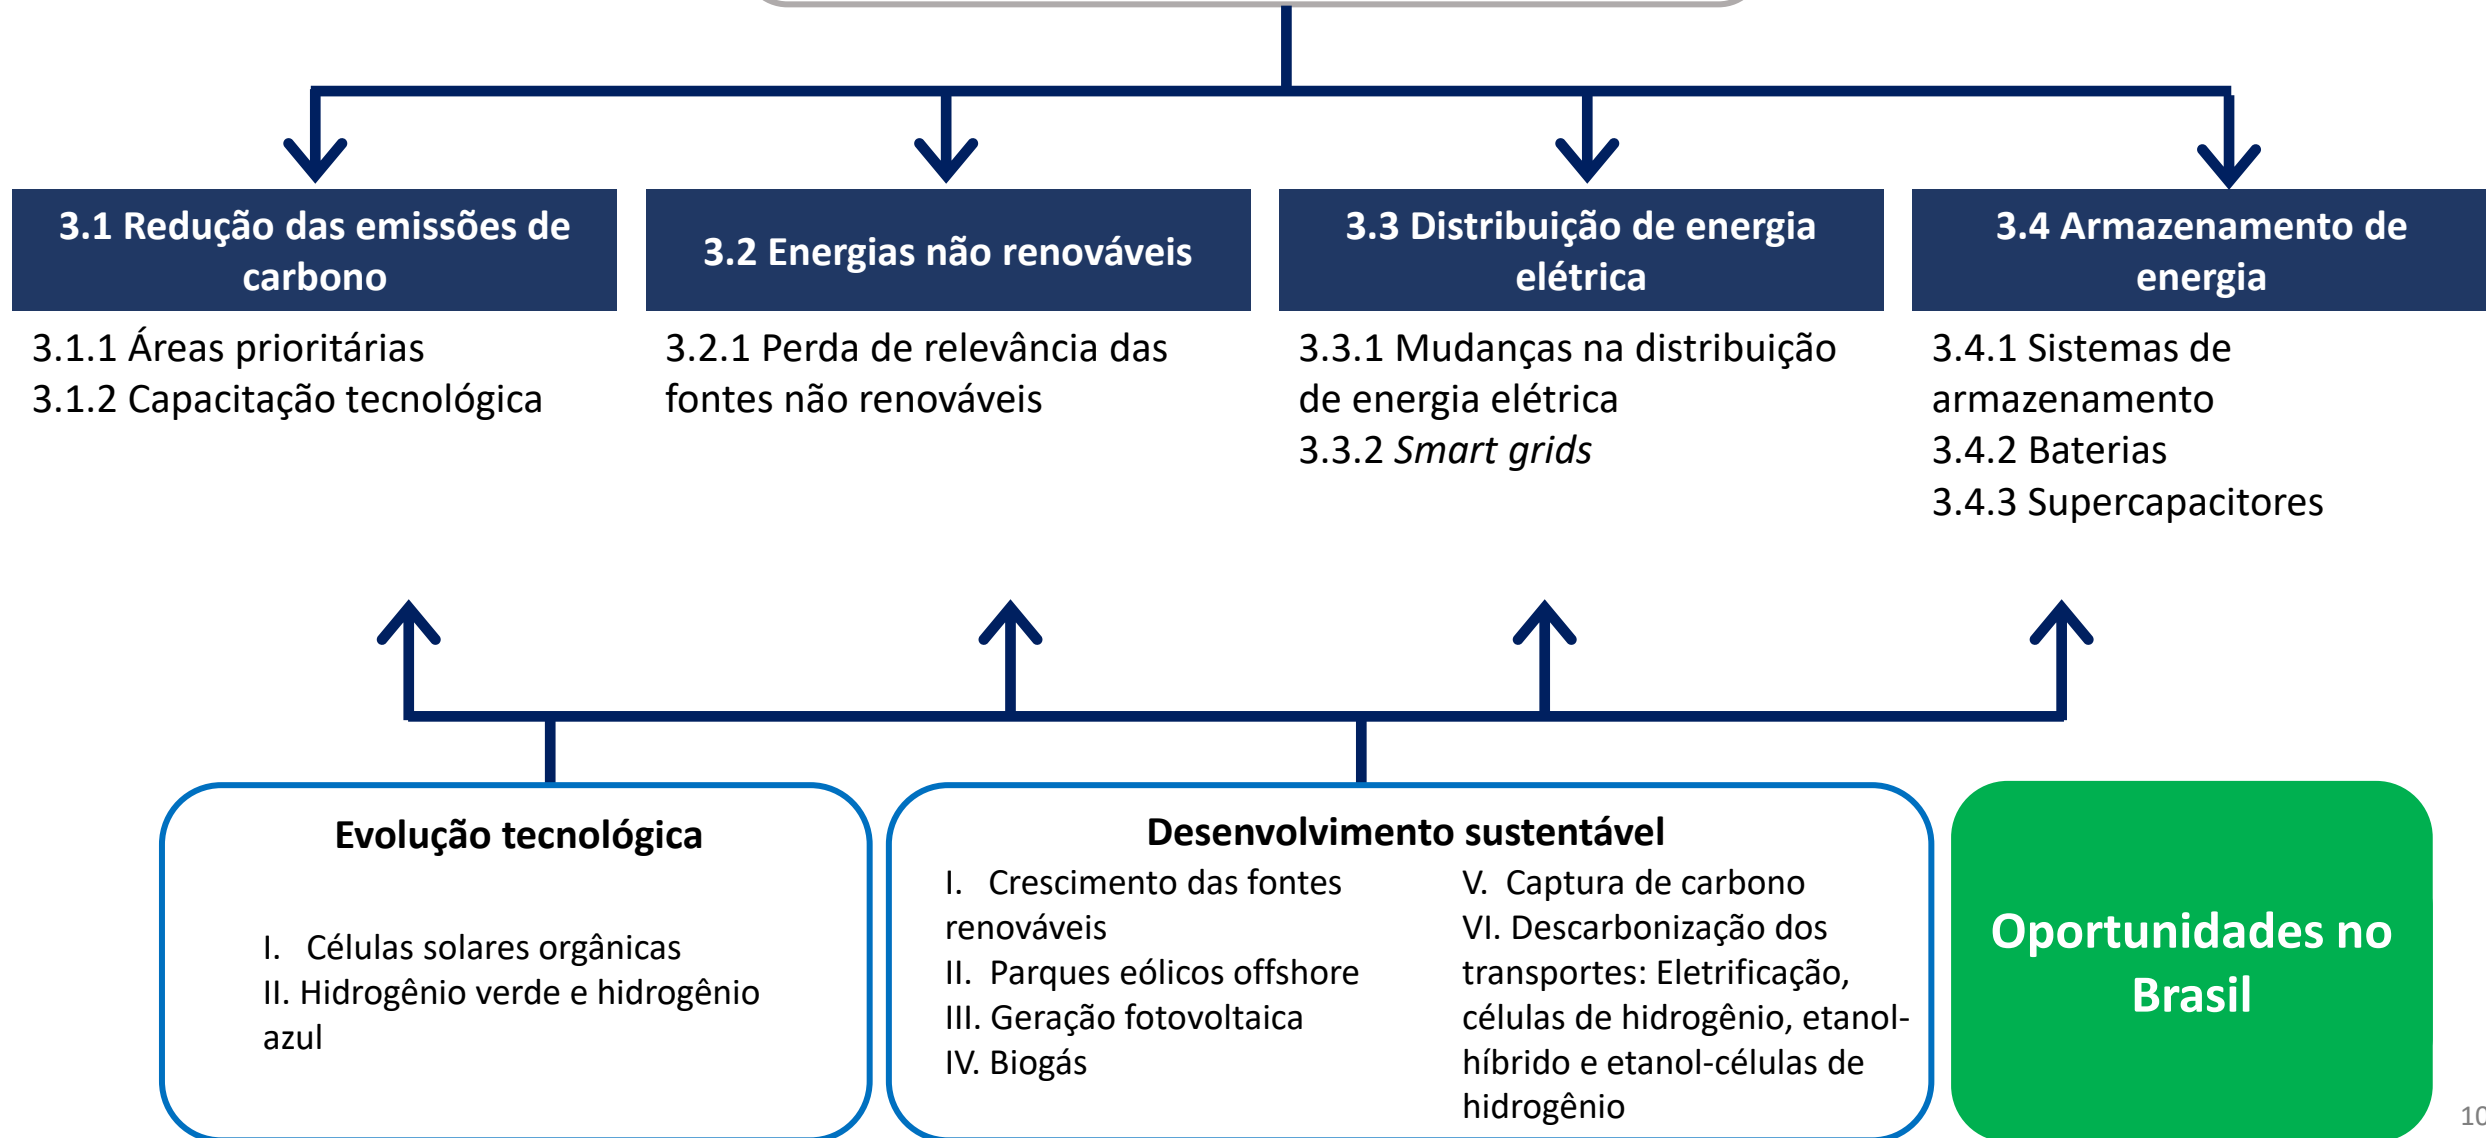 3.1 Redução das emissões de
carbono
3.1.1 Áreas prioritárias
3.1.2 Capacitação tecnológica
3.2 Energias não renováveis
3.2.1 Perda de relevância das
fontes não renováveis
3.3 Distribuição de energia
elétrica
3.3.1 Mudanças na distribuição
de energia elétrica
3.3.2 Smart grids
3.4 Armazenamento de
energia
3.4.1 Sistemas de
armazenamento
3.4.2 Baterias
3.4.3 Supercapacitores
Evolução tecnológica
I. Células solares orgânicas
II. Hidrogênio verde e hidrogênio
azul
Desenvolvimento sustentável
I. Crescimento das fontes
renováveis
II. Parques eólicos offshore
III. Geração fotovoltaica
IV. Biogás
V. Captura de carbono
VI. Descarbonização dos
transportes: Eletrificação,
células de hidrogênio, etanol-
híbrido e etanol-células de
hidrogênio
Oportunidades no
Brasil
10